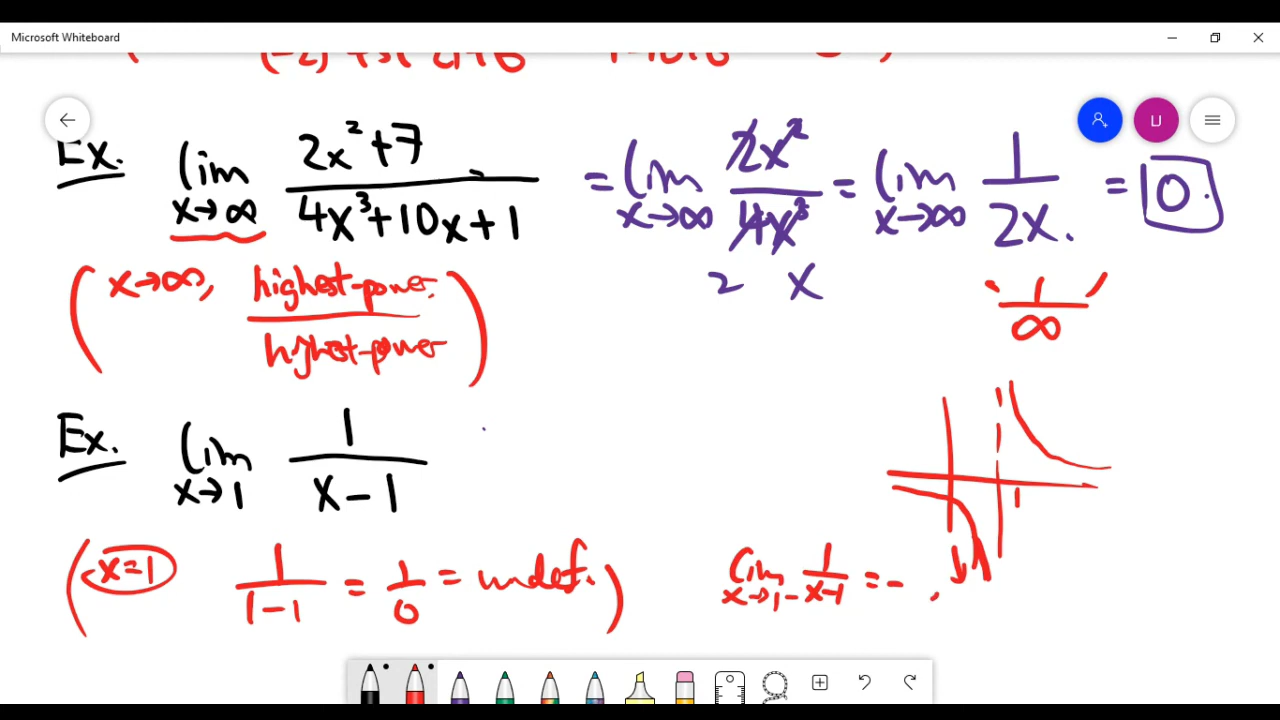 Microsoft Whiteboard
Ex. lim x→∞ (2x²+7)/(4x³+10x+1) = lim x→∞ 2x²/4x³ = lim x→∞ 1/2x. = 0.
2 x
(x→∞, highest-power/highest-power)
1/∞
Ex. lim x→1 1/(x-1)
1
(x=1 1/(1-1) = 1/0 = undef.)
lim x→1- 1/(x-1) = -